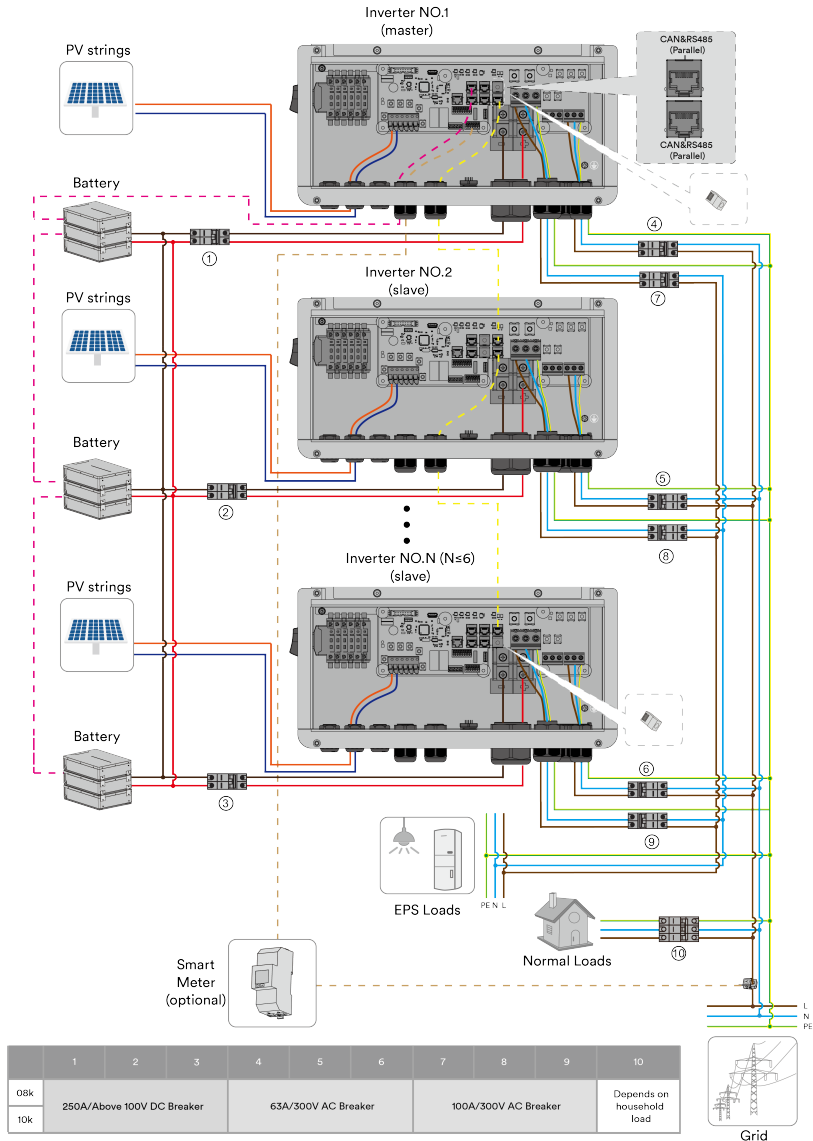 Inverter NO.1
(master)
PV strings
CAN&RS485
(Parallel)
CAN&RS485
(Parallel)
Battery
①
④
⑦
Inverter NO.2
(slave)
PV strings
Battery
②
⑤
⑧
Inverter NO.N (N≤6)
(slave)
PV strings
Battery
③
⑥
⑨
EPS Loads
PE N L
Normal Loads
⑩
Smart
Meter
(optional)
L
N
PE
Grid
1 2 3 4 5 6 7 8 9 10
08k
10k
250A/Above 100V DC Breaker
63A/300V AC Breaker
100A/300V AC Breaker
Depends on
household
load